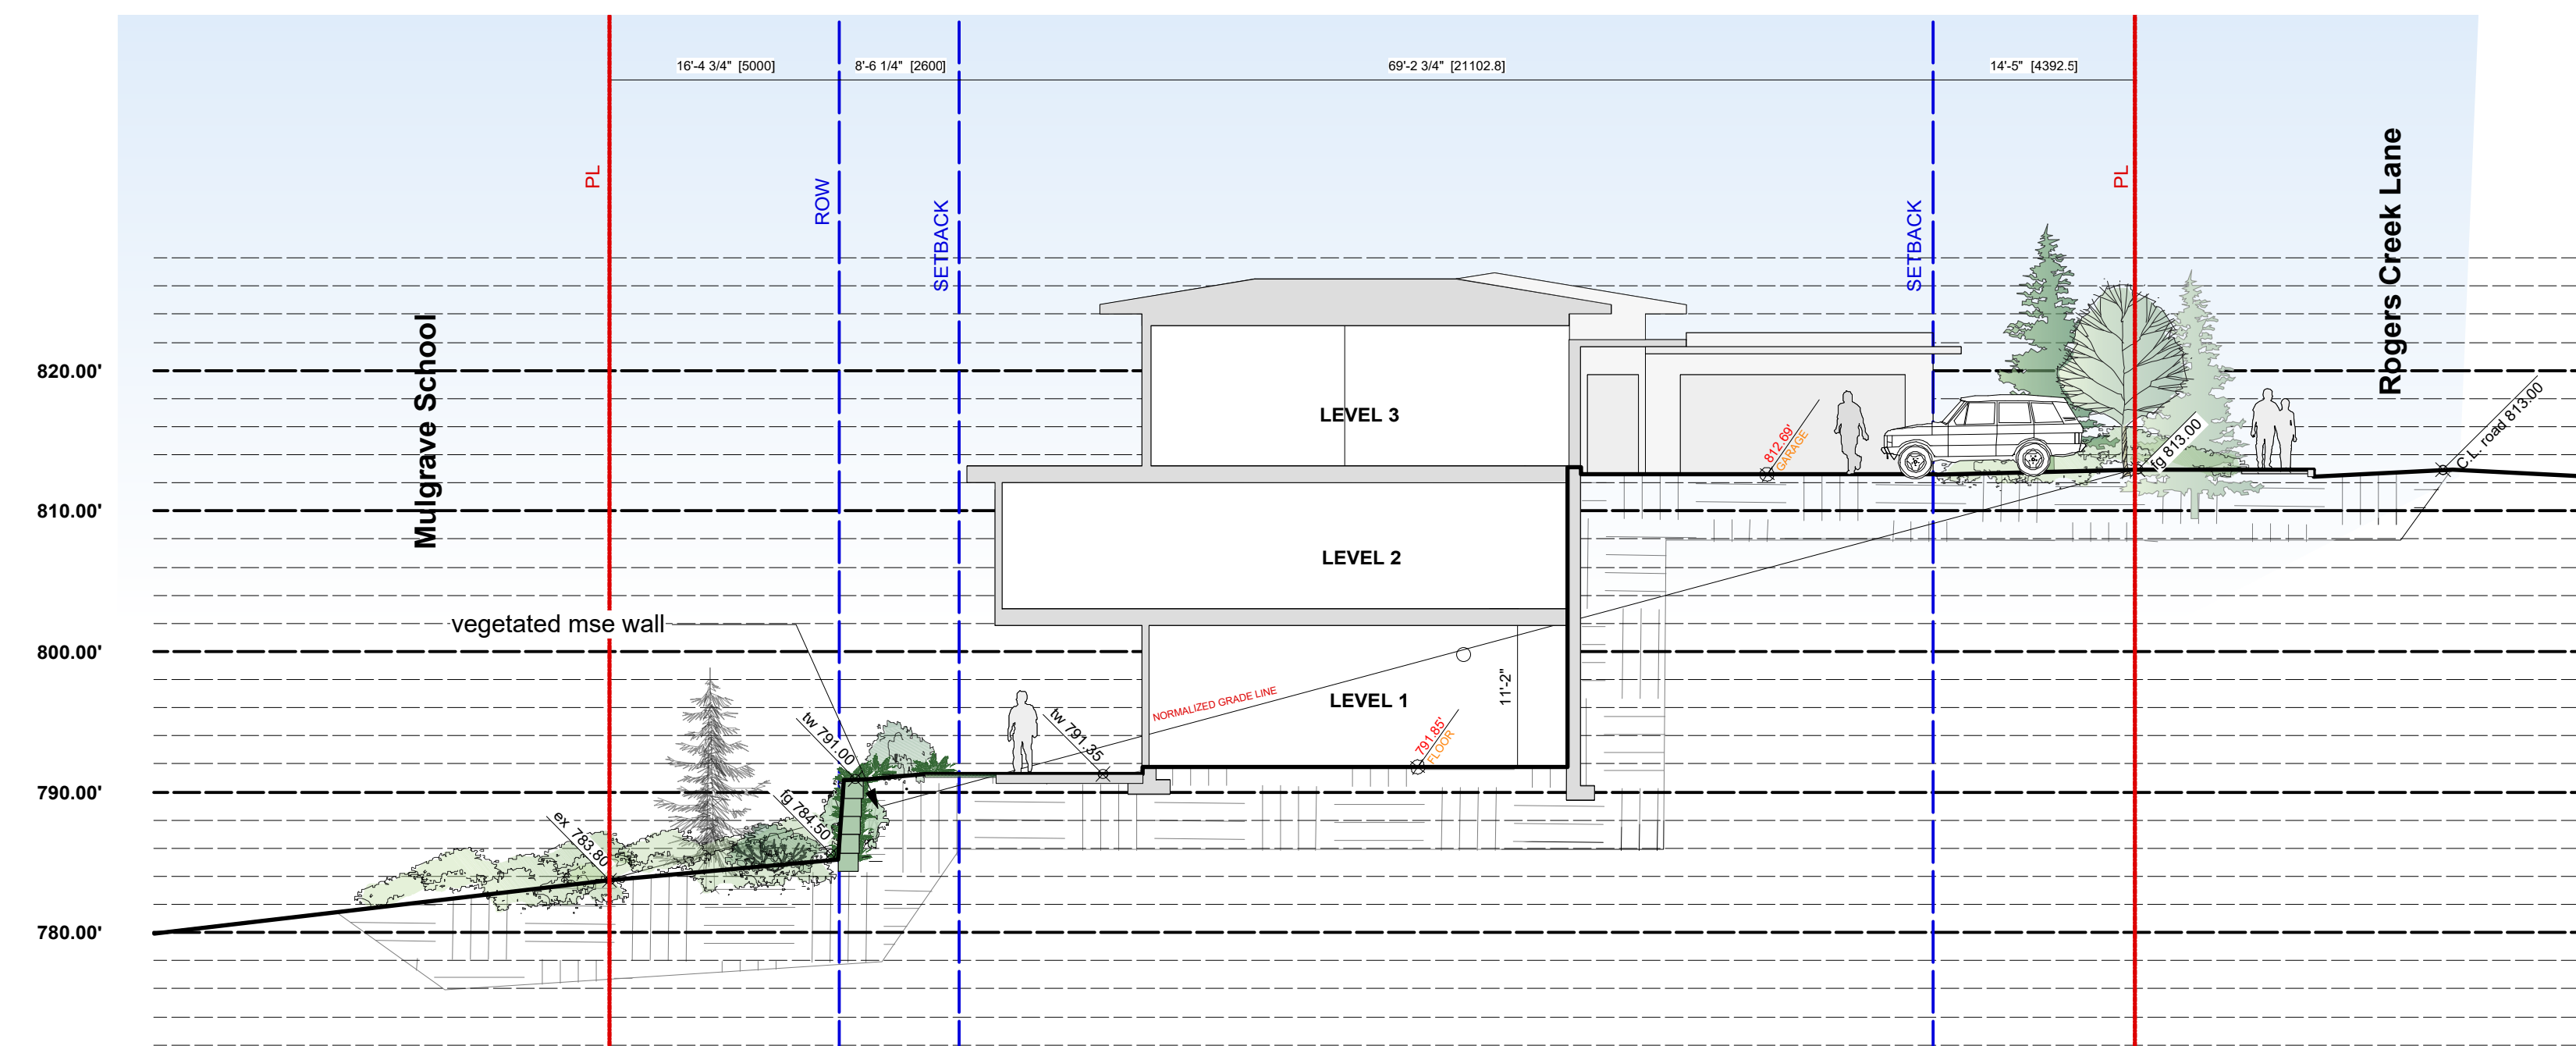 16'-4 3/4" [5000]
8'-6 1/4" [2600]
69'-2 3/4" [21102.8]
14'-5" [4392.5]
PL
ROW
SETBACK
SETBACK
PL
Rogers Creek Lane
Mulgrave School
820.00'
810.00'
800.00'
790.00'
780.00'
LEVEL 3
LEVEL 2
LEVEL 1
812.69'
GARAGE
fg 813.00
C.L. road 813.00
vegetated mse wall
NORMALIZED GRADE LINE
11'-2"
791.85'
FLOOR
tw 791.00
tw 791.35
fg 784.50
ex 783.80